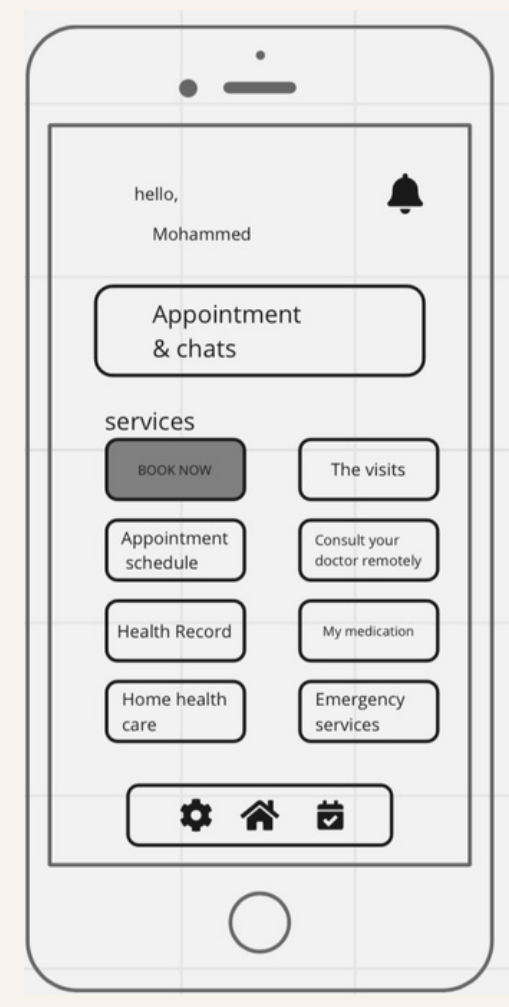 hello,
Mohammed
Appointment
& chats
services
BOOK NOW
The visits
Appointment
schedule
Consult your
doctor remotely
Health Record
My medication
Home health
care
Emergency
services